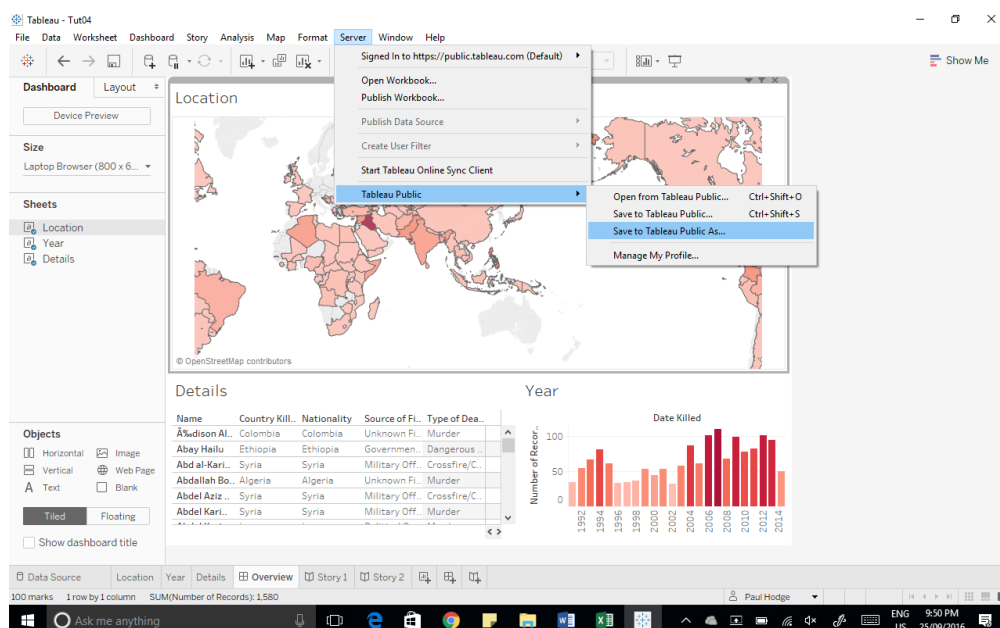 Tableau - Tut04
File Data Worksheet Dashboard Story Analysis Map Format Server Window Help
Signed In to https://public.tableau.com (Default)
Open Workbook...
Publish Workbook...
Publish Data Source
Create User Filter
Start Tableau Online Sync Client
Tableau Public
Open from Tableau Public... Ctrl+Shift+O
Save to Tableau Public... Ctrl+Shift+S
Save to Tableau Public As...
Manage My Profile...
Show Me
Dashboard Layout
Device Preview
Size
Laptop Browser (800 x 6...
Sheets
Location
Year
Details
Objects
Horizontal Image
Vertical Web Page
A Text Blank
Tiled Floating
Show dashboard title
Location
© OpenStreetMap contributors
Details
Name Country Kill.. Nationality Source of Fi.. Type of Dea..
Ã‰dison Al.. Colombia Colombia Unknown Fi.. Murder
Abay Hailu Ethiopia Ethiopia Governmen.. Dangerous ..
Abd al-Kari.. Syria Syria Military Off.. Crossfire/C..
Abdallah Bo.. Algeria Algeria Unknown Fi.. Murder
Abdel Aziz .. Syria Syria Military Off.. Crossfire/C..
Abdel Kari.. Syria Syria Military Off.. Murder
Year
Date Killed
Number of Recor..
100
50
0
1992 1994 1996 1998 2000 2002 2004 2006 2008 2010 2012 2014
Data Source Location Year Details Overview Story 1 Story 2
100 marks 1 row by 1 column SUM(Number of Records): 1,580
Paul Hodge
Ask me anything
ENG 9:50 PM
US 25/09/2016